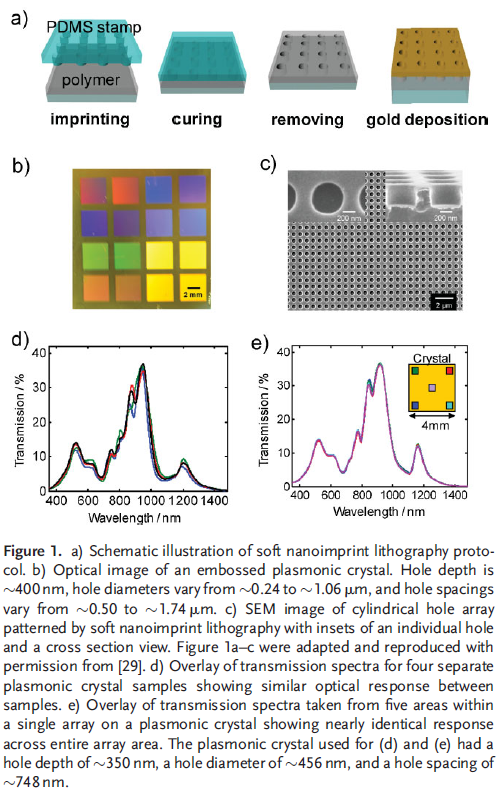 a)
PDMS stamp
polymer
imprinting
curing
removing
gold deposition
b)
2 mm
c)
200 nm
200 nm
2 μm
d)
40
30
20
10
0
Transmission / %
400 600 800 1000 1200 1400
Wavelength / nm
e)
Crystal
4mm
40
30
20
10
0
Transmission / %
400 600 800 1000 1200 1400
Wavelength / nm
Figure 1. a) Schematic illustration of soft nanoimprint lithography proto-
col. b) Optical image of an embossed plasmonic crystal. Hole depth is
∼400 nm, hole diameters vary from ∼0.24 to ∼1.06 μm, and hole spacings
vary from ∼0.50 to ∼1.74 μm. c) SEM image of cylindrical hole array
patterned by soft nanoimprint lithography with insets of an individual hole
and a cross section view. Figure 1a–c were adapted and reproduced with
permission from [29]. d) Overlay of transmission spectra for four separate
plasmonic crystal samples showing similar optical response between
samples. e) Overlay of transmission spectra taken from five areas within
a single array on a plasmonic crystal showing nearly identical response
across entire array area. The plasmonic crystal used for (d) and (e) had a
hole depth of ∼350 nm, a hole diameter of ∼456 nm, and a hole spacing of
∼748 nm.